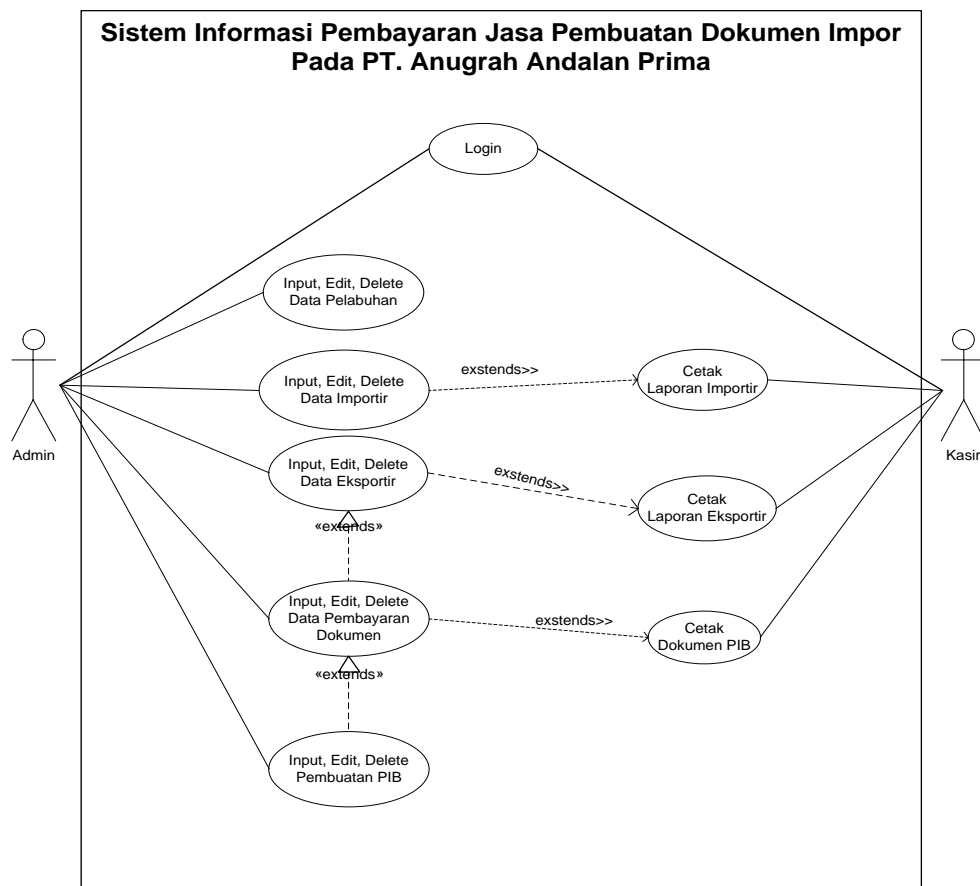 Sistem Informasi Pembayaran Jasa Pembuatan Dokumen Impor
Pada PT. Anugrah Andalan Prima
Login
Input, Edit, Delete
Data Pelabuhan
Input, Edit, Delete
Data Importir
exstends>>
Cetak
Laporan Importir
Admin
Kasir
Input, Edit, Delete
Data Eksportir
exstends>>
Cetak
Laporan Eksportir
«extends»
Input, Edit, Delete
Data Pembayaran
Dokumen
exstends>>
Cetak
Dokumen PIB
«extends»
Input, Edit, Delete
Pembuatan PIB